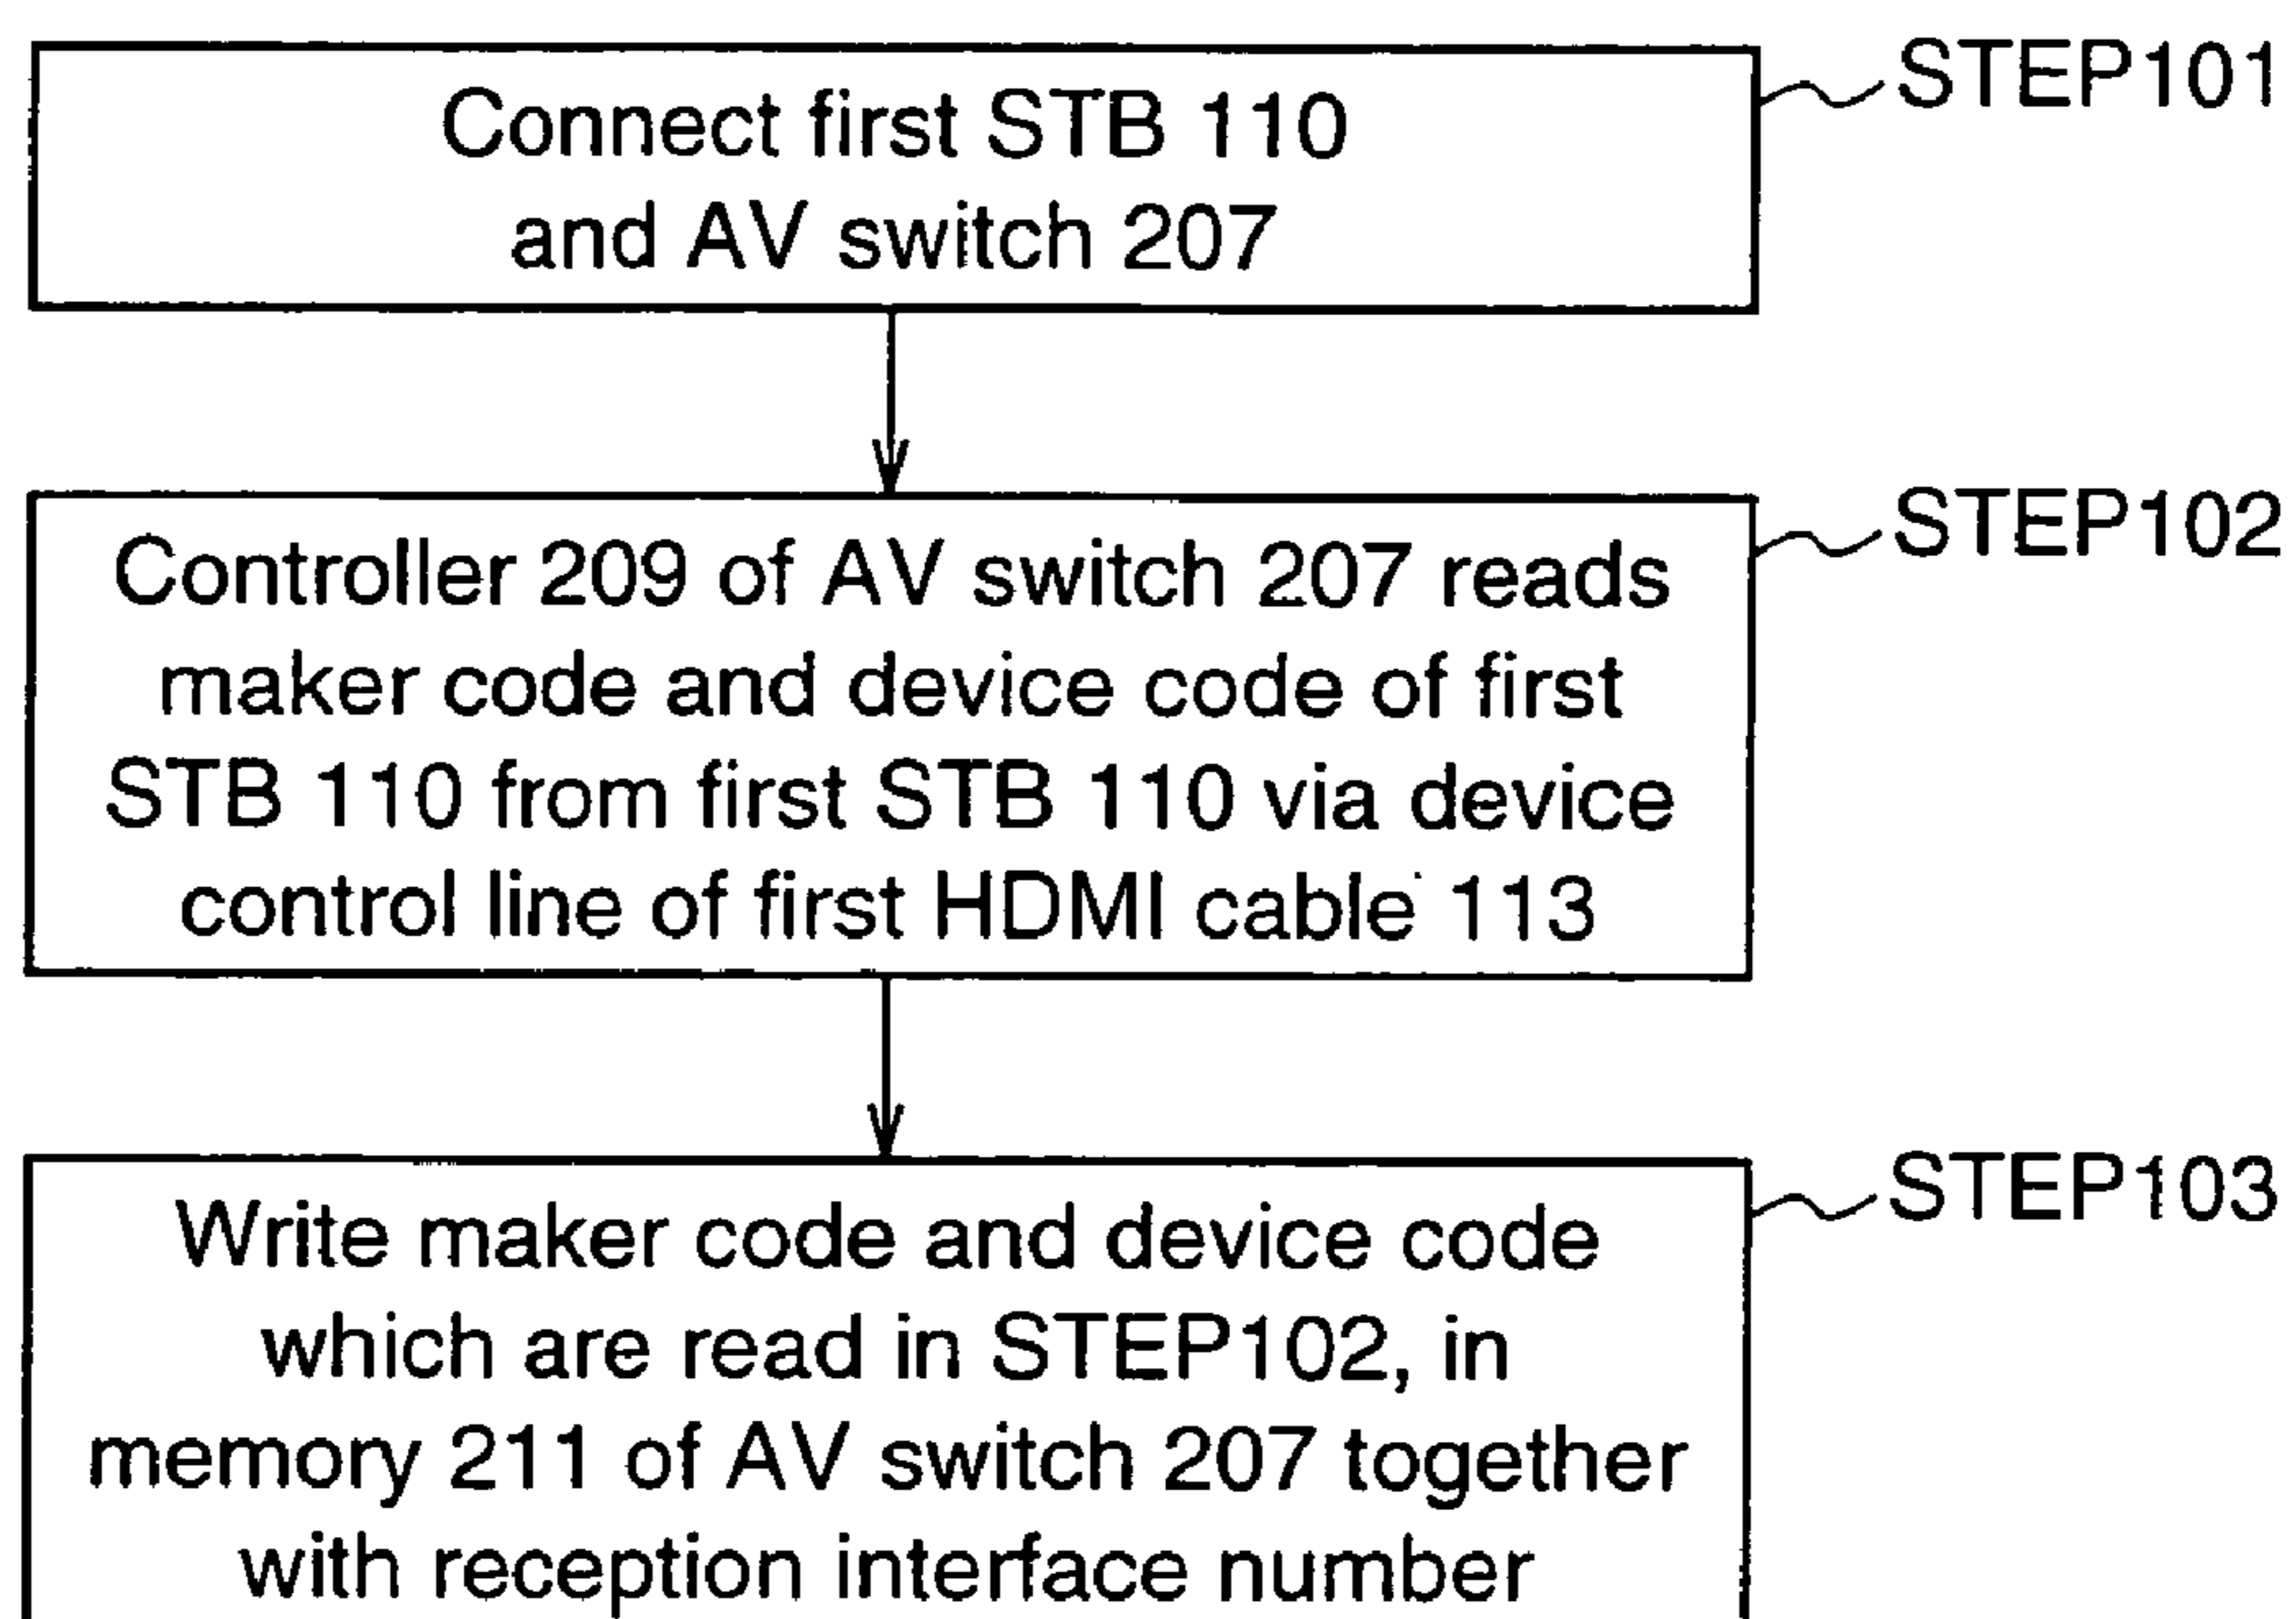 Connect first STB 110
and AV switch 207
STEP101
Controller 209 of AV switch 207 reads
maker code and device code of first
STB 110 from first STB 110 via device
control line of first HDMI cable 113
STEP102
Write maker code and device code
which are read in STEP102, in
memory 211 of AV switch 207 together
with reception interface number
STEP103